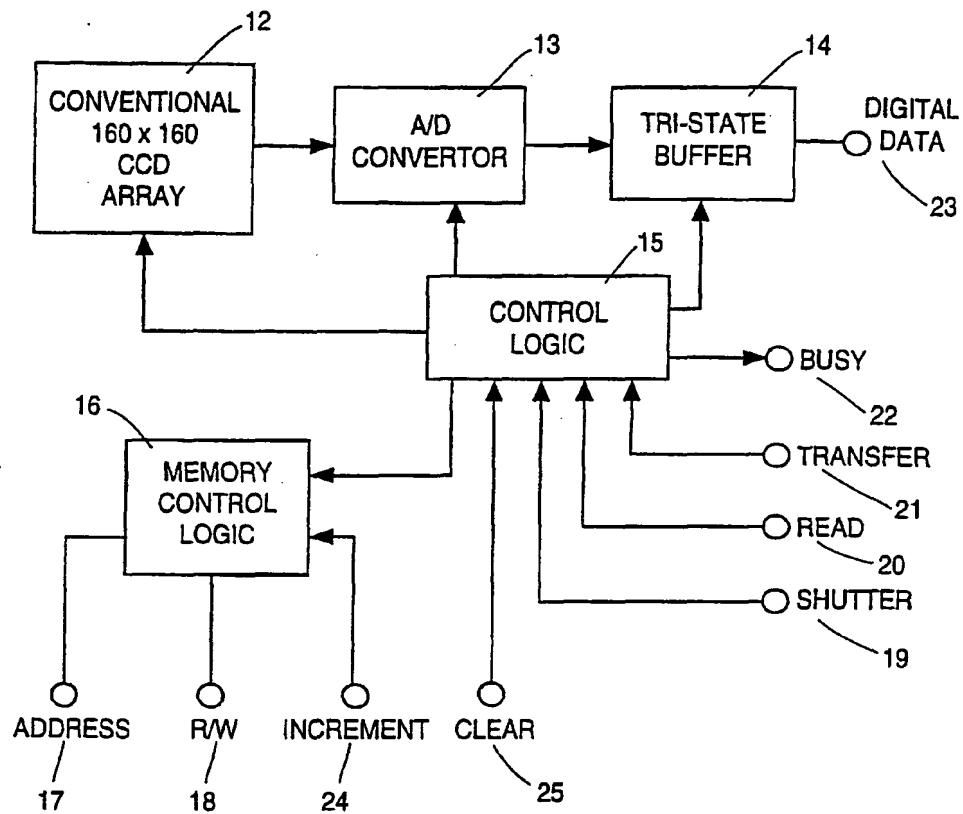 12
CONVENTIONAL
160 x 160
CCD
ARRAY
13
A/D
CONVERTOR
14
TRI-STATE
BUFFER
DIGITAL
DATA
23
15
CONTROL
LOGIC
BUSY
22
TRANSFER
21
READ
20
SHUTTER
19
16
MEMORY
CONTROL
LOGIC
ADDRESS
17
R/W
18
INCREMENT
24
CLEAR
25